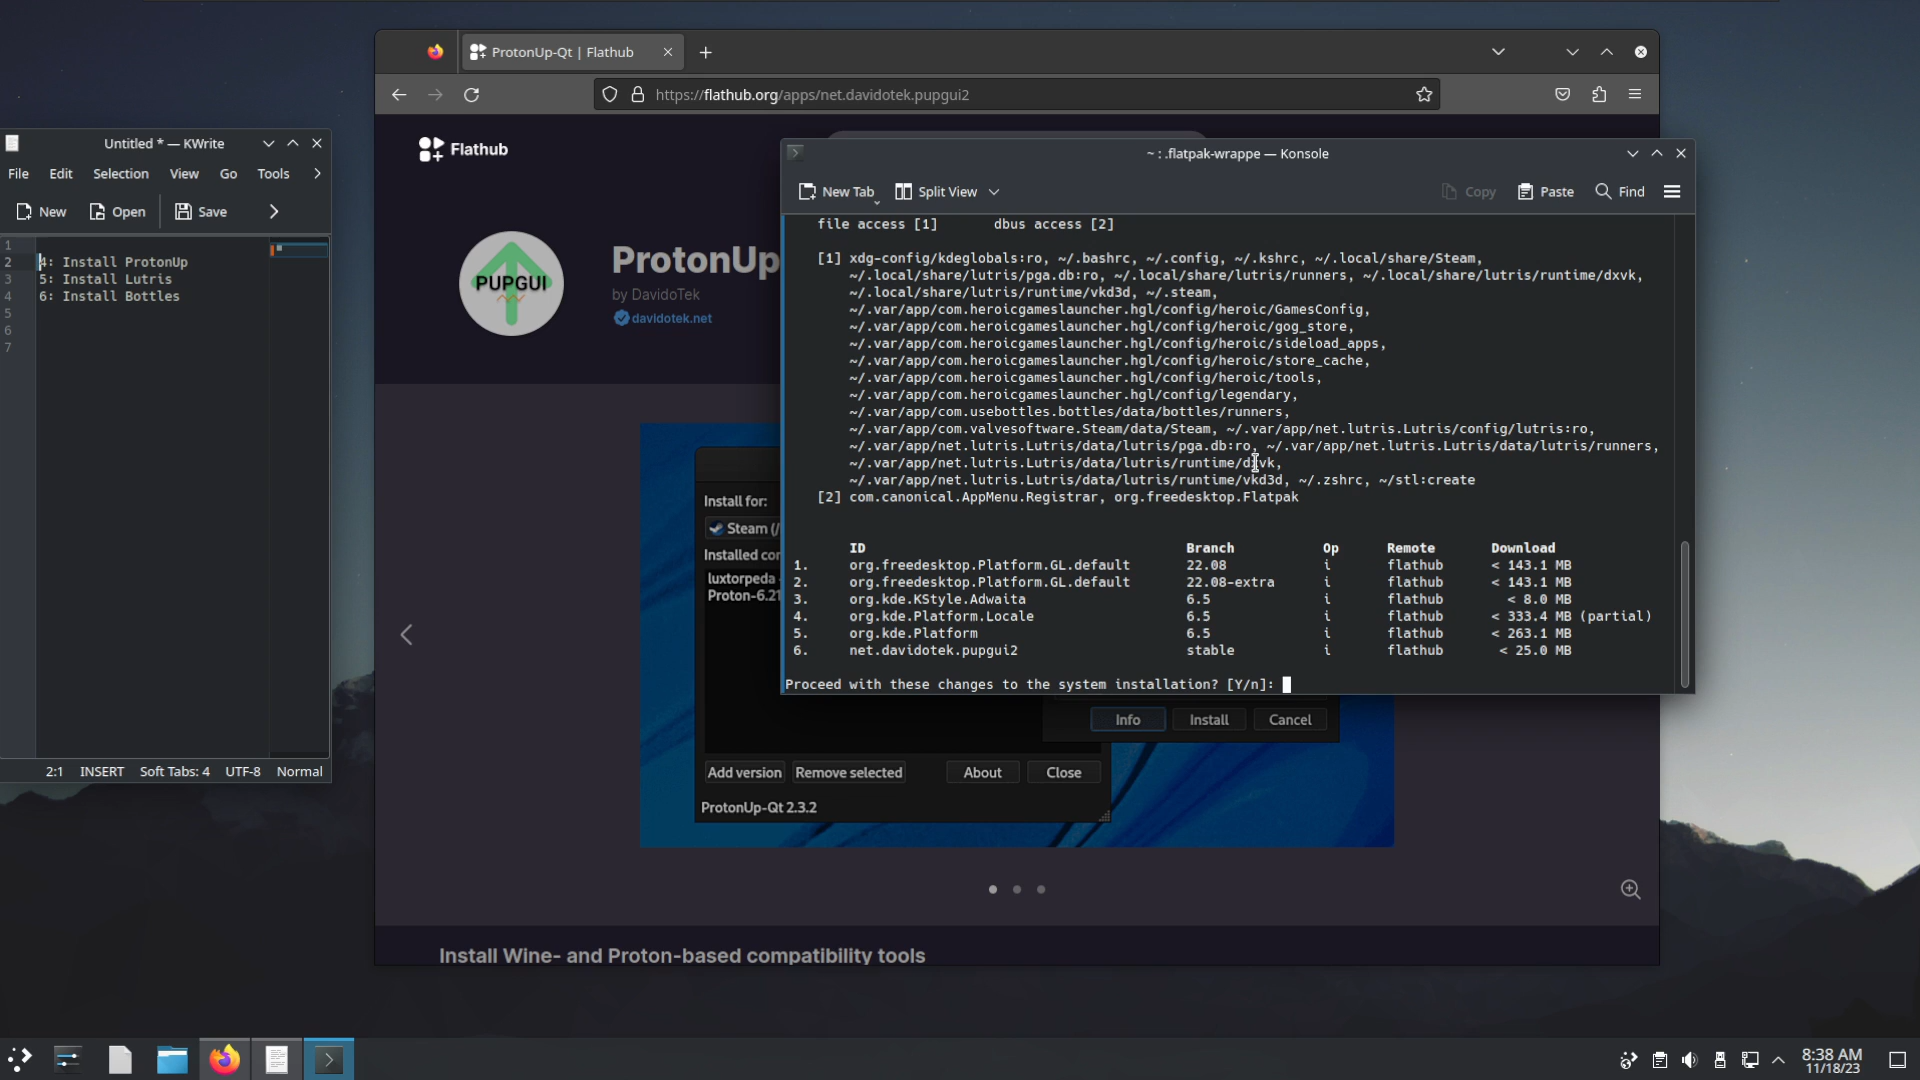 ProtonUp-Qt | Flathub
https://flathub.org/apps/net.davidotek.pupgui2
Untitled * — KWrite
File Edit Selection View Go Tools
New Open Save
1
2 4: Install ProtonUp
3 5: Install Lutris
4 6: Install Bottles
5
6
7
2:1 INSERT Soft Tabs: 4 UTF-8 Normal
Flathub
PUPGUI
ProtonUp
by DavidoTek
davidotek.net
~ : .flatpak-wrappe — Konsole
New Tab Split View Copy Paste Find
file access [1] dbus access [2]
[1] xdg-config/kdeglobals:ro, ~/.bashrc, ~/.config, ~/.kshrc, ~/.local/share/Steam,
~/.local/share/lutris/pga.db:ro, ~/.local/share/lutris/runners, ~/.local/share/lutris/runtime/dxvk,
~/.local/share/lutris/runtime/vkd3d, ~/.steam,
~/.var/app/com.heroicgameslauncher.hgl/config/heroic/GamesConfig,
~/.var/app/com.heroicgameslauncher.hgl/config/heroic/gog_store,
~/.var/app/com.heroicgameslauncher.hgl/config/heroic/sideload_apps,
~/.var/app/com.heroicgameslauncher.hgl/config/heroic/store_cache,
~/.var/app/com.heroicgameslauncher.hgl/config/heroic/tools,
~/.var/app/com.heroicgameslauncher.hgl/config/legendary,
~/.var/app/com.usebottles.bottles/data/bottles/runners,
~/.var/app/com.valvesoftware.Steam/data/Steam, ~/.var/app/net.lutris.Lutris/config/lutris:ro,
~/.var/app/net.lutris.Lutris/data/lutris/pga.db:ro, ~/.var/app/net.lutris.Lutris/data/lutris/runners,
~/.var/app/net.lutris.Lutris/data/lutris/runtime/dxvk,
~/.var/app/net.lutris.Lutris/data/lutris/runtime/vkd3d, ~/.zshrc, ~/stl:create
[2] com.canonical.AppMenu.Registrar, org.freedesktop.Flatpak
ID Branch Op Remote Download
1. org.freedesktop.Platform.GL.default 22.08 i flathub < 143.1 MB
2. org.freedesktop.Platform.GL.default 22.08-extra i flathub < 143.1 MB
3. org.kde.KStyle.Adwaita 6.5 i flathub < 8.0 MB
4. org.kde.Platform.Locale 6.5 i flathub < 333.4 MB (partial)
5. org.kde.Platform 6.5 i flathub < 263.1 MB
6. net.davidotek.pupgui2 stable i flathub < 25.0 MB
Proceed with these changes to the system installation? [Y/n]:
Install for:
Steam (/
Installed cor
luxtorpeda
Proton-6.21
Info Install Cancel
Add version Remove selected About Close
ProtonUp-Qt 2.3.2
Install Wine- and Proton-based compatibility tools
8:38 AM
11/18/23